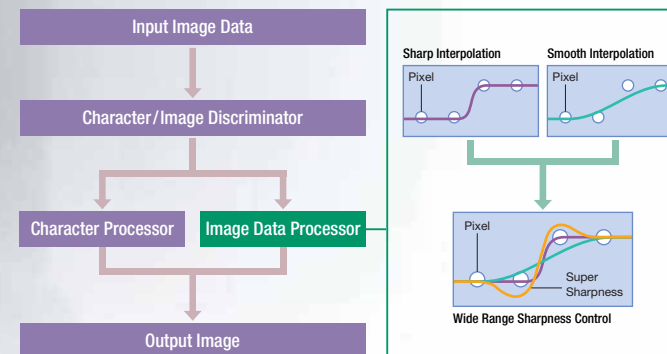 Input Image Data
Character/Image Discriminator
Character Processor
Image Data Processor
Output Image
Sharp Interpolation
Pixel
Smooth Interpolation
Pixel
Pixel
Super
Sharpness
Wide Range Sharpness Control